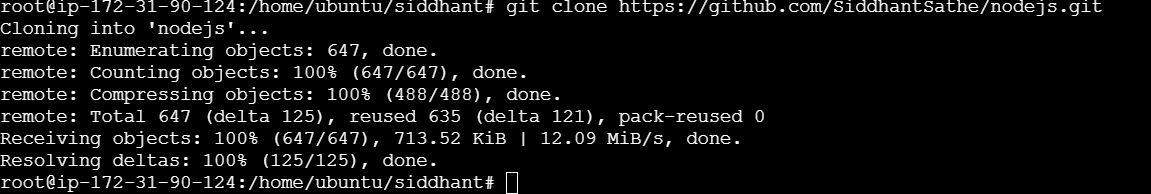 root@ip-172-31-90-124:/home/ubuntu/siddhant# git clone https://github.com/SiddhantSathe/nodejs.git
Cloning into 'nodejs'...
remote: Enumerating objects: 647, done.
remote: Counting objects: 100% (647/647), done.
remote: Compressing objects: 100% (488/488), done.
remote: Total 647 (delta 125), reused 635 (delta 121), pack-reused 0
Receiving objects: 100% (647/647), 713.52 KiB | 12.09 MiB/s, done.
Resolving deltas: 100% (125/125), done.
root@ip-172-31-90-124:/home/ubuntu/siddhant#